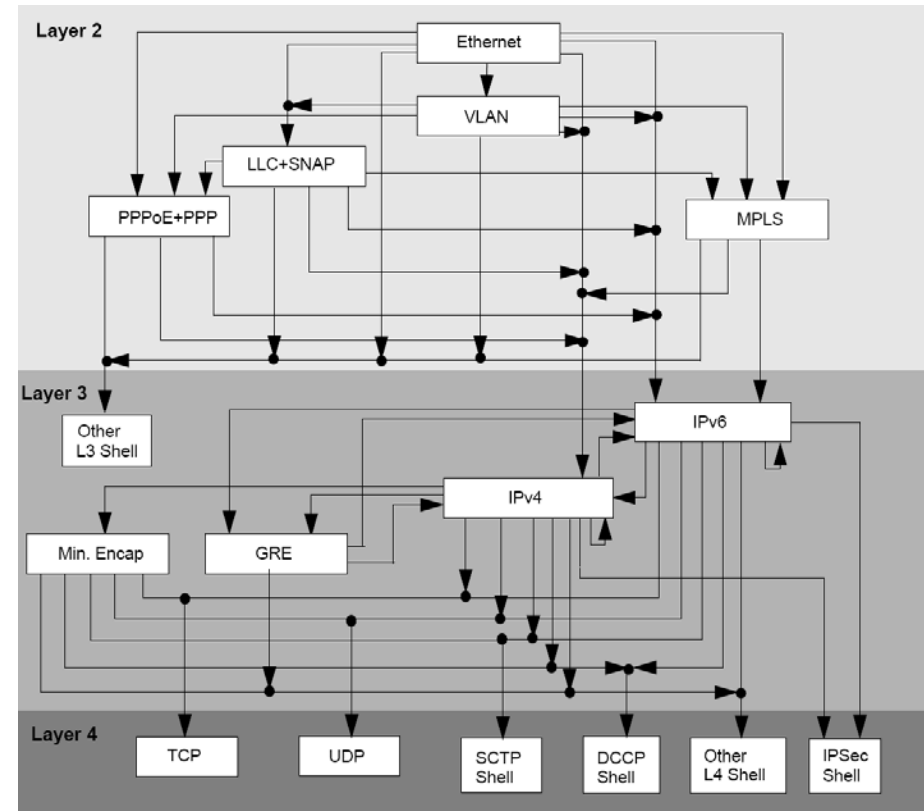 Layer 2
Ethernet
VLAN
LLC+SNAP
PPPoE+PPP
MPLS
Layer 3
Other
L3 Shell
IPv6
IPv4
Min. Encap
GRE
Layer 4
TCP
UDP
SCTP
Shell
DCCP
Shell
Other
L4 Shell
IPSec
Shell